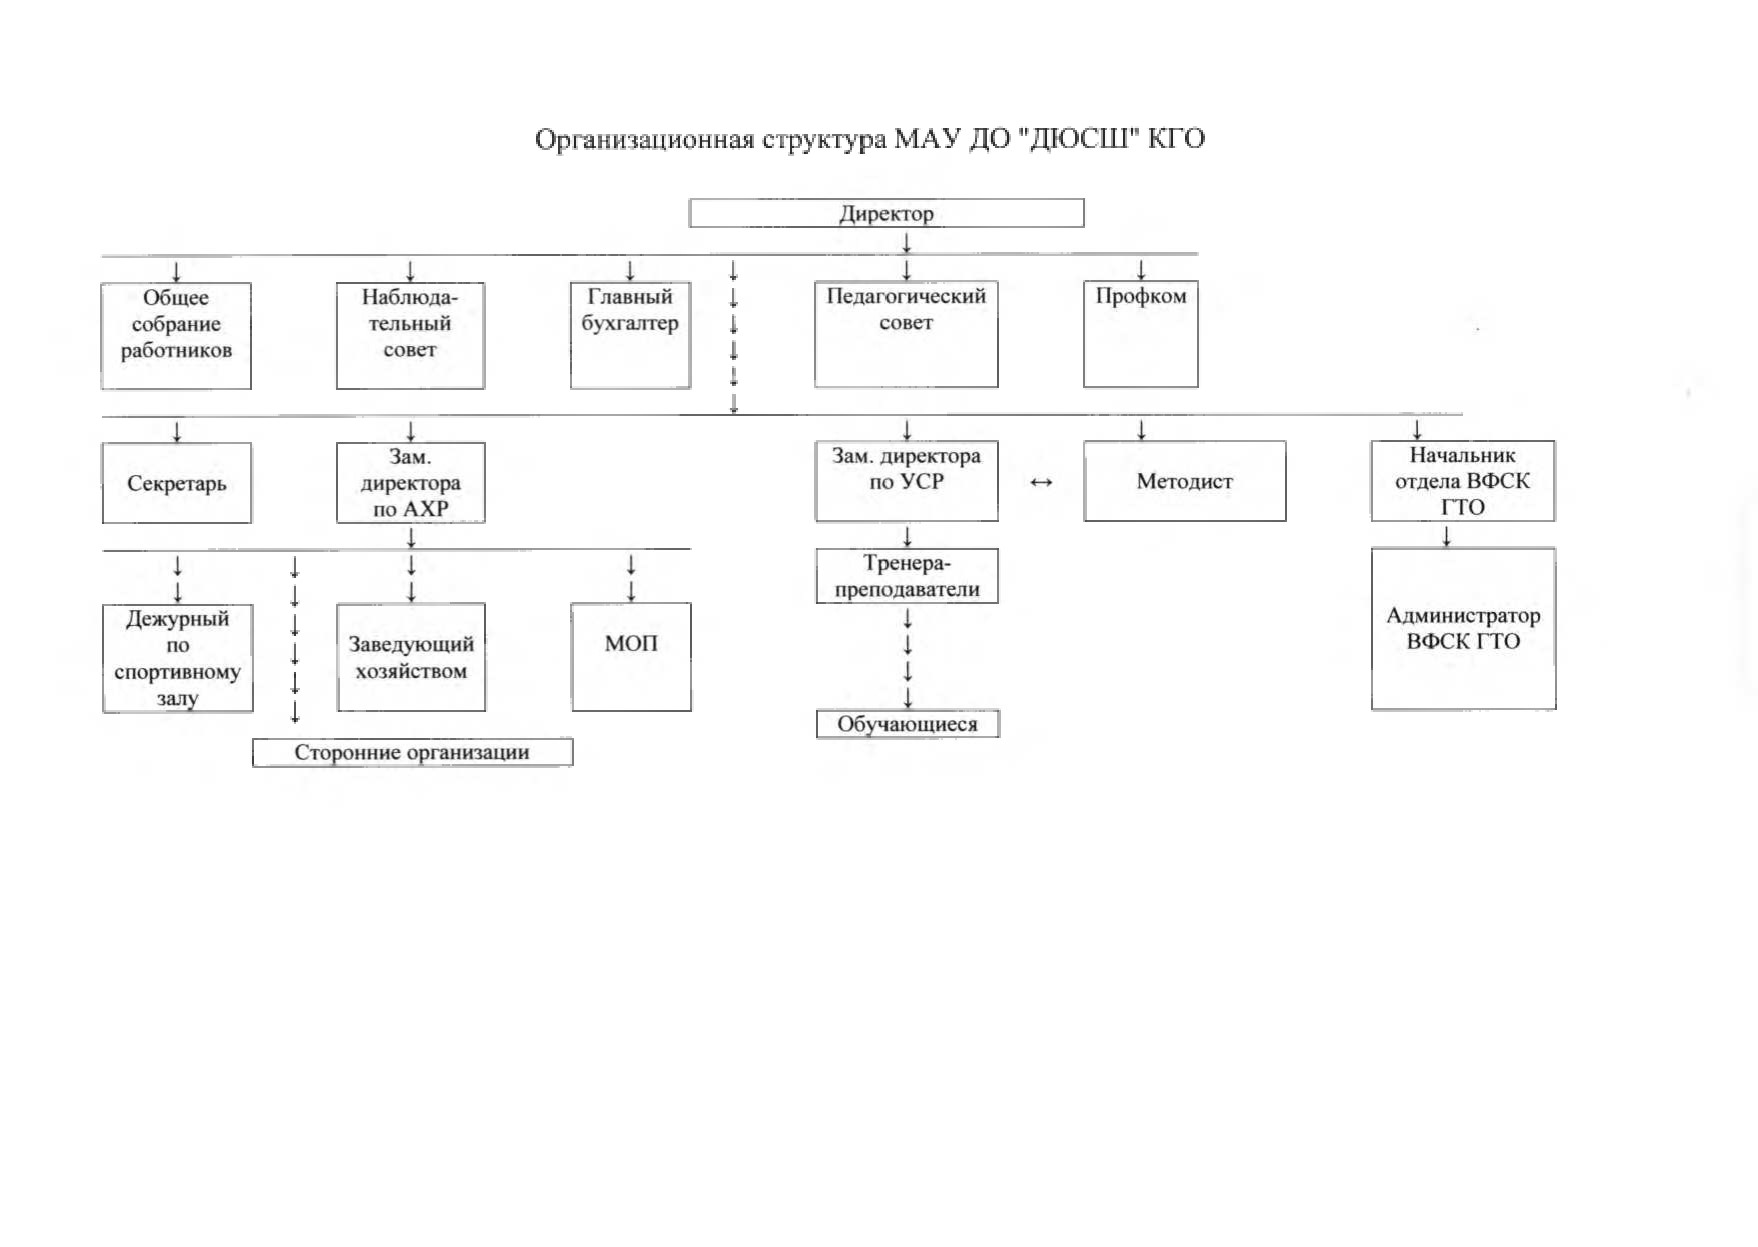 Организационная структура МАУ ДО "ДЮСШ" КГО
Директор
Общее
собрание
работников
Наблюда-
тельный
совет
Главный
бухгалтер
Педагогический
совет
Профком
Секретарь
Зам.
директора
по АХР
Зам. директора
по УСР
Методист
Начальник
отдела ВФСК
ГТО
Дежурный
по
спортивному
залу
Заведующий
хозяйством
МОП
Тренера-
преподаватели
Администратор
ВФСК ГТО
Обучающиеся
Сторонние организации